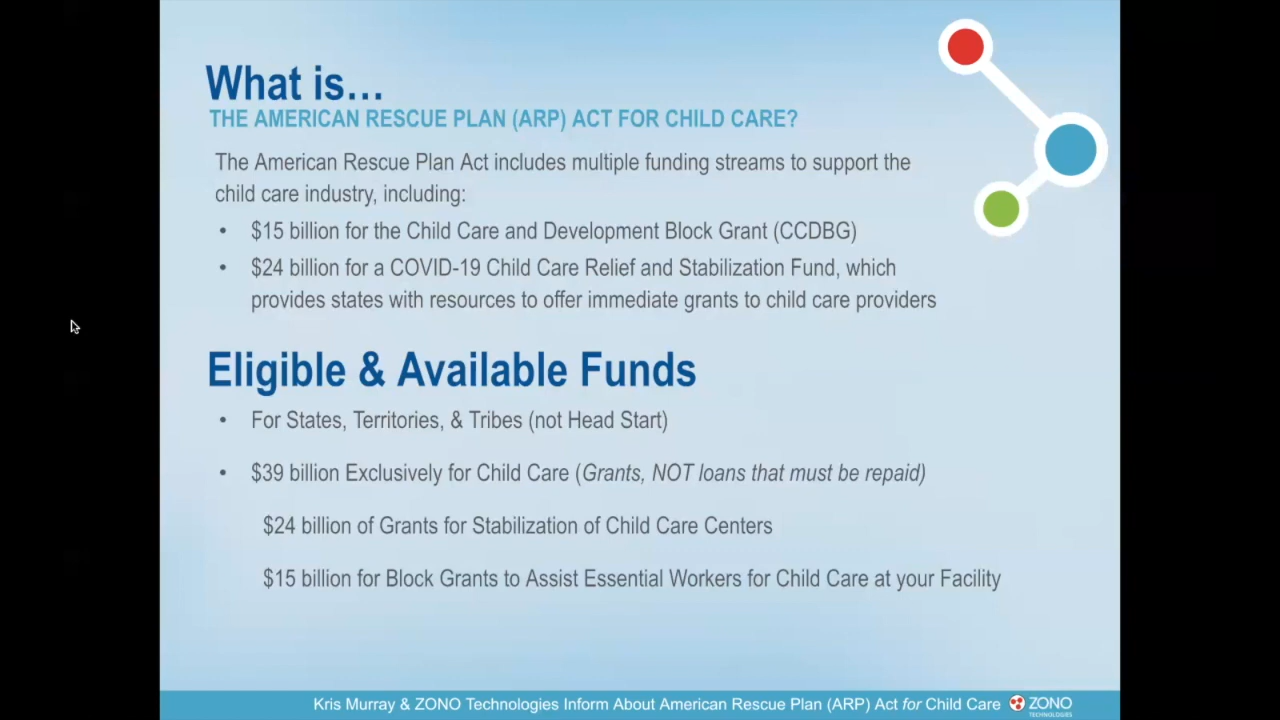 What is…
THE AMERICAN RESCUE PLAN (ARP) ACT FOR CHILD CARE?
The American Rescue Plan Act includes multiple funding streams to support the
child care industry, including:
• $15 billion for the Child Care and Development Block Grant (CCDBG)
• $24 billion for a COVID-19 Child Care Relief and Stabilization Fund, which
provides states with resources to offer immediate grants to child care providers
Eligible & Available Funds
• For States, Territories, & Tribes (not Head Start)
• $39 billion Exclusively for Child Care (Grants, NOT loans that must be repaid)
$24 billion of Grants for Stabilization of Child Care Centers
$15 billion for Block Grants to Assist Essential Workers for Child Care at your Facility
Kris Murray & ZONO Technologies Inform About American Rescue Plan (ARP) Act for Child Care
ZONO
TECHNOLOGIES